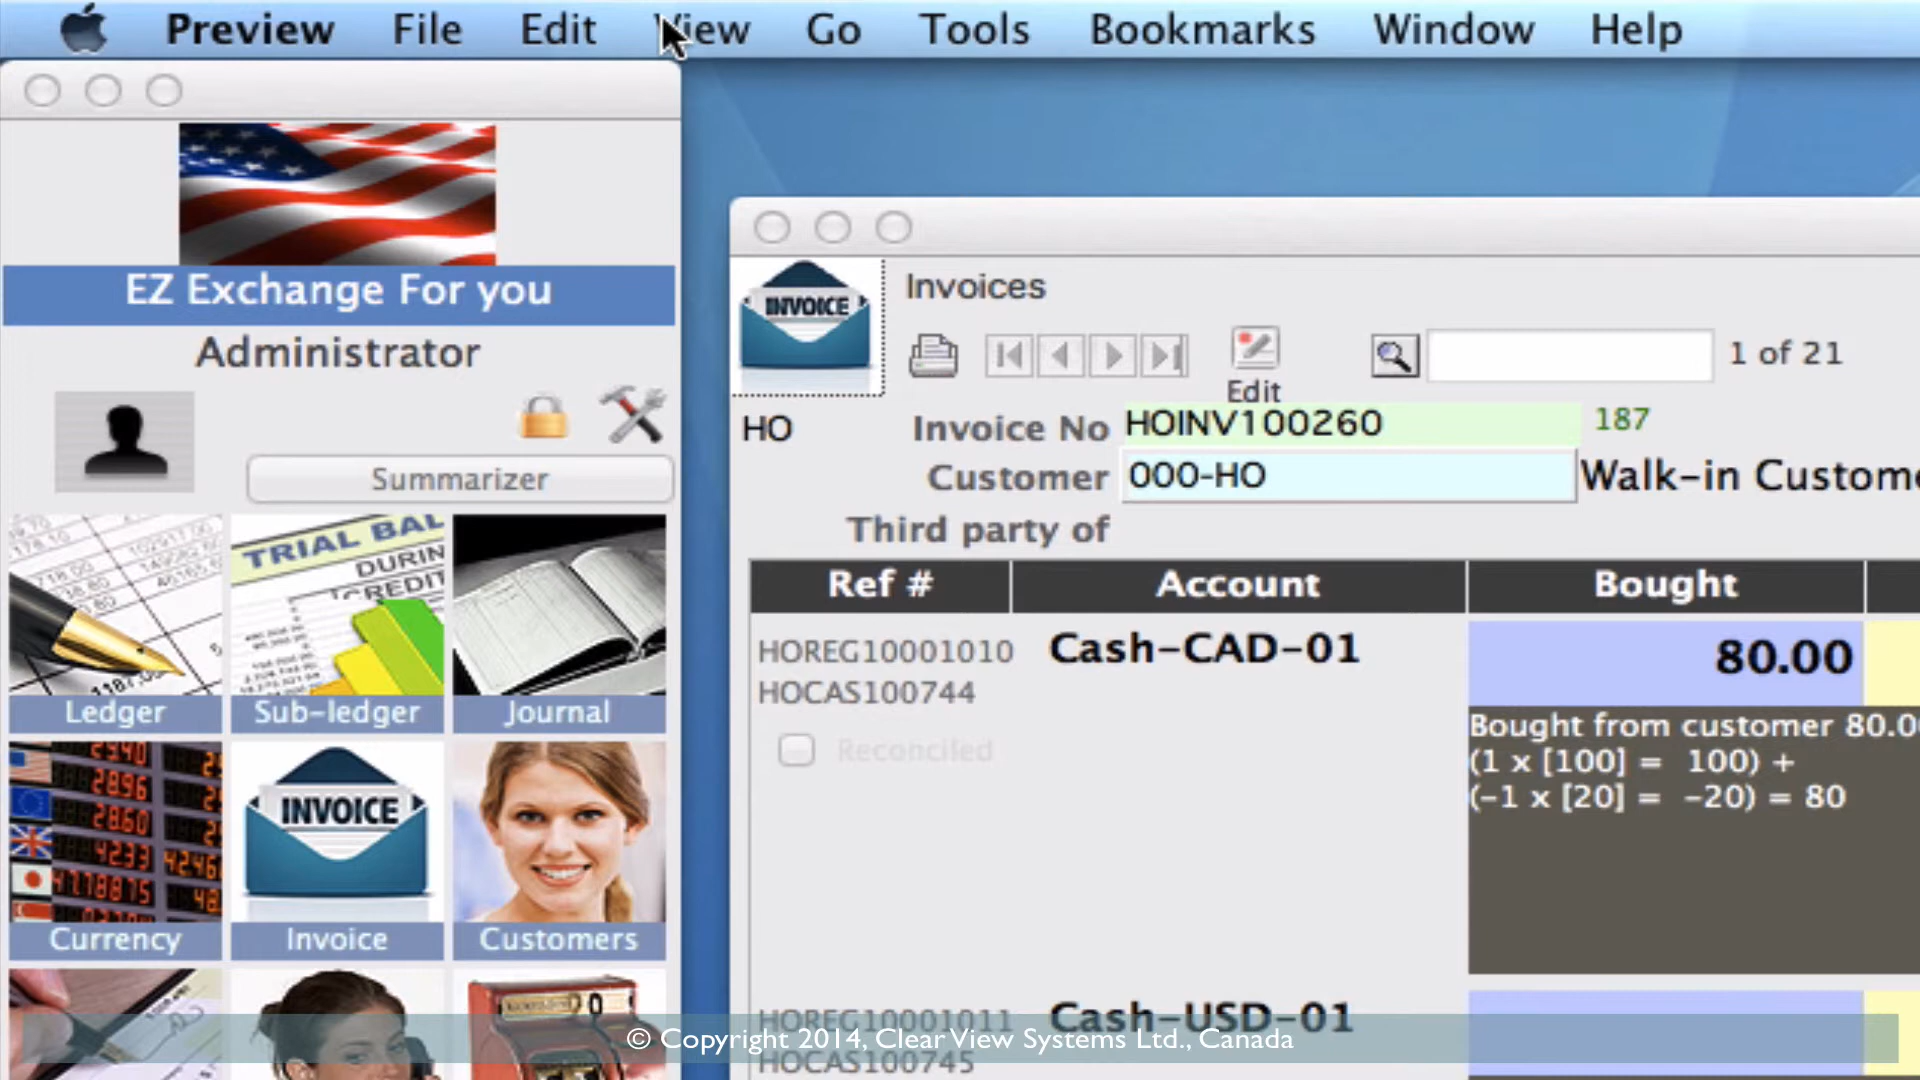 Preview File Edit View Go Tools Bookmarks Window Help
EZ Exchange For you
Administrator
Summarizer
TRIAL BAL
DURIN
CREDIT
Ledger
Sub-ledger
Journal
INVOICE
Currency
Invoice
Customers
INVOICE
Invoices
Edit
1 of 21
HO
Invoice No HOINV100260 187
Customer 000-HO Walk-in Custome
Third party of
Ref # Account Bought
HOREG10001010 Cash-CAD-01 80.00
HOCAS100744
Reconciled
Bought from customer 80.0
(1 x [100] = 100) +
(-1 x [20] = -20) = 80
HOREG10001011 Cash-USD-01
HOCAS100745
© Copyright 2014, Clear View Systems Ltd., Canada